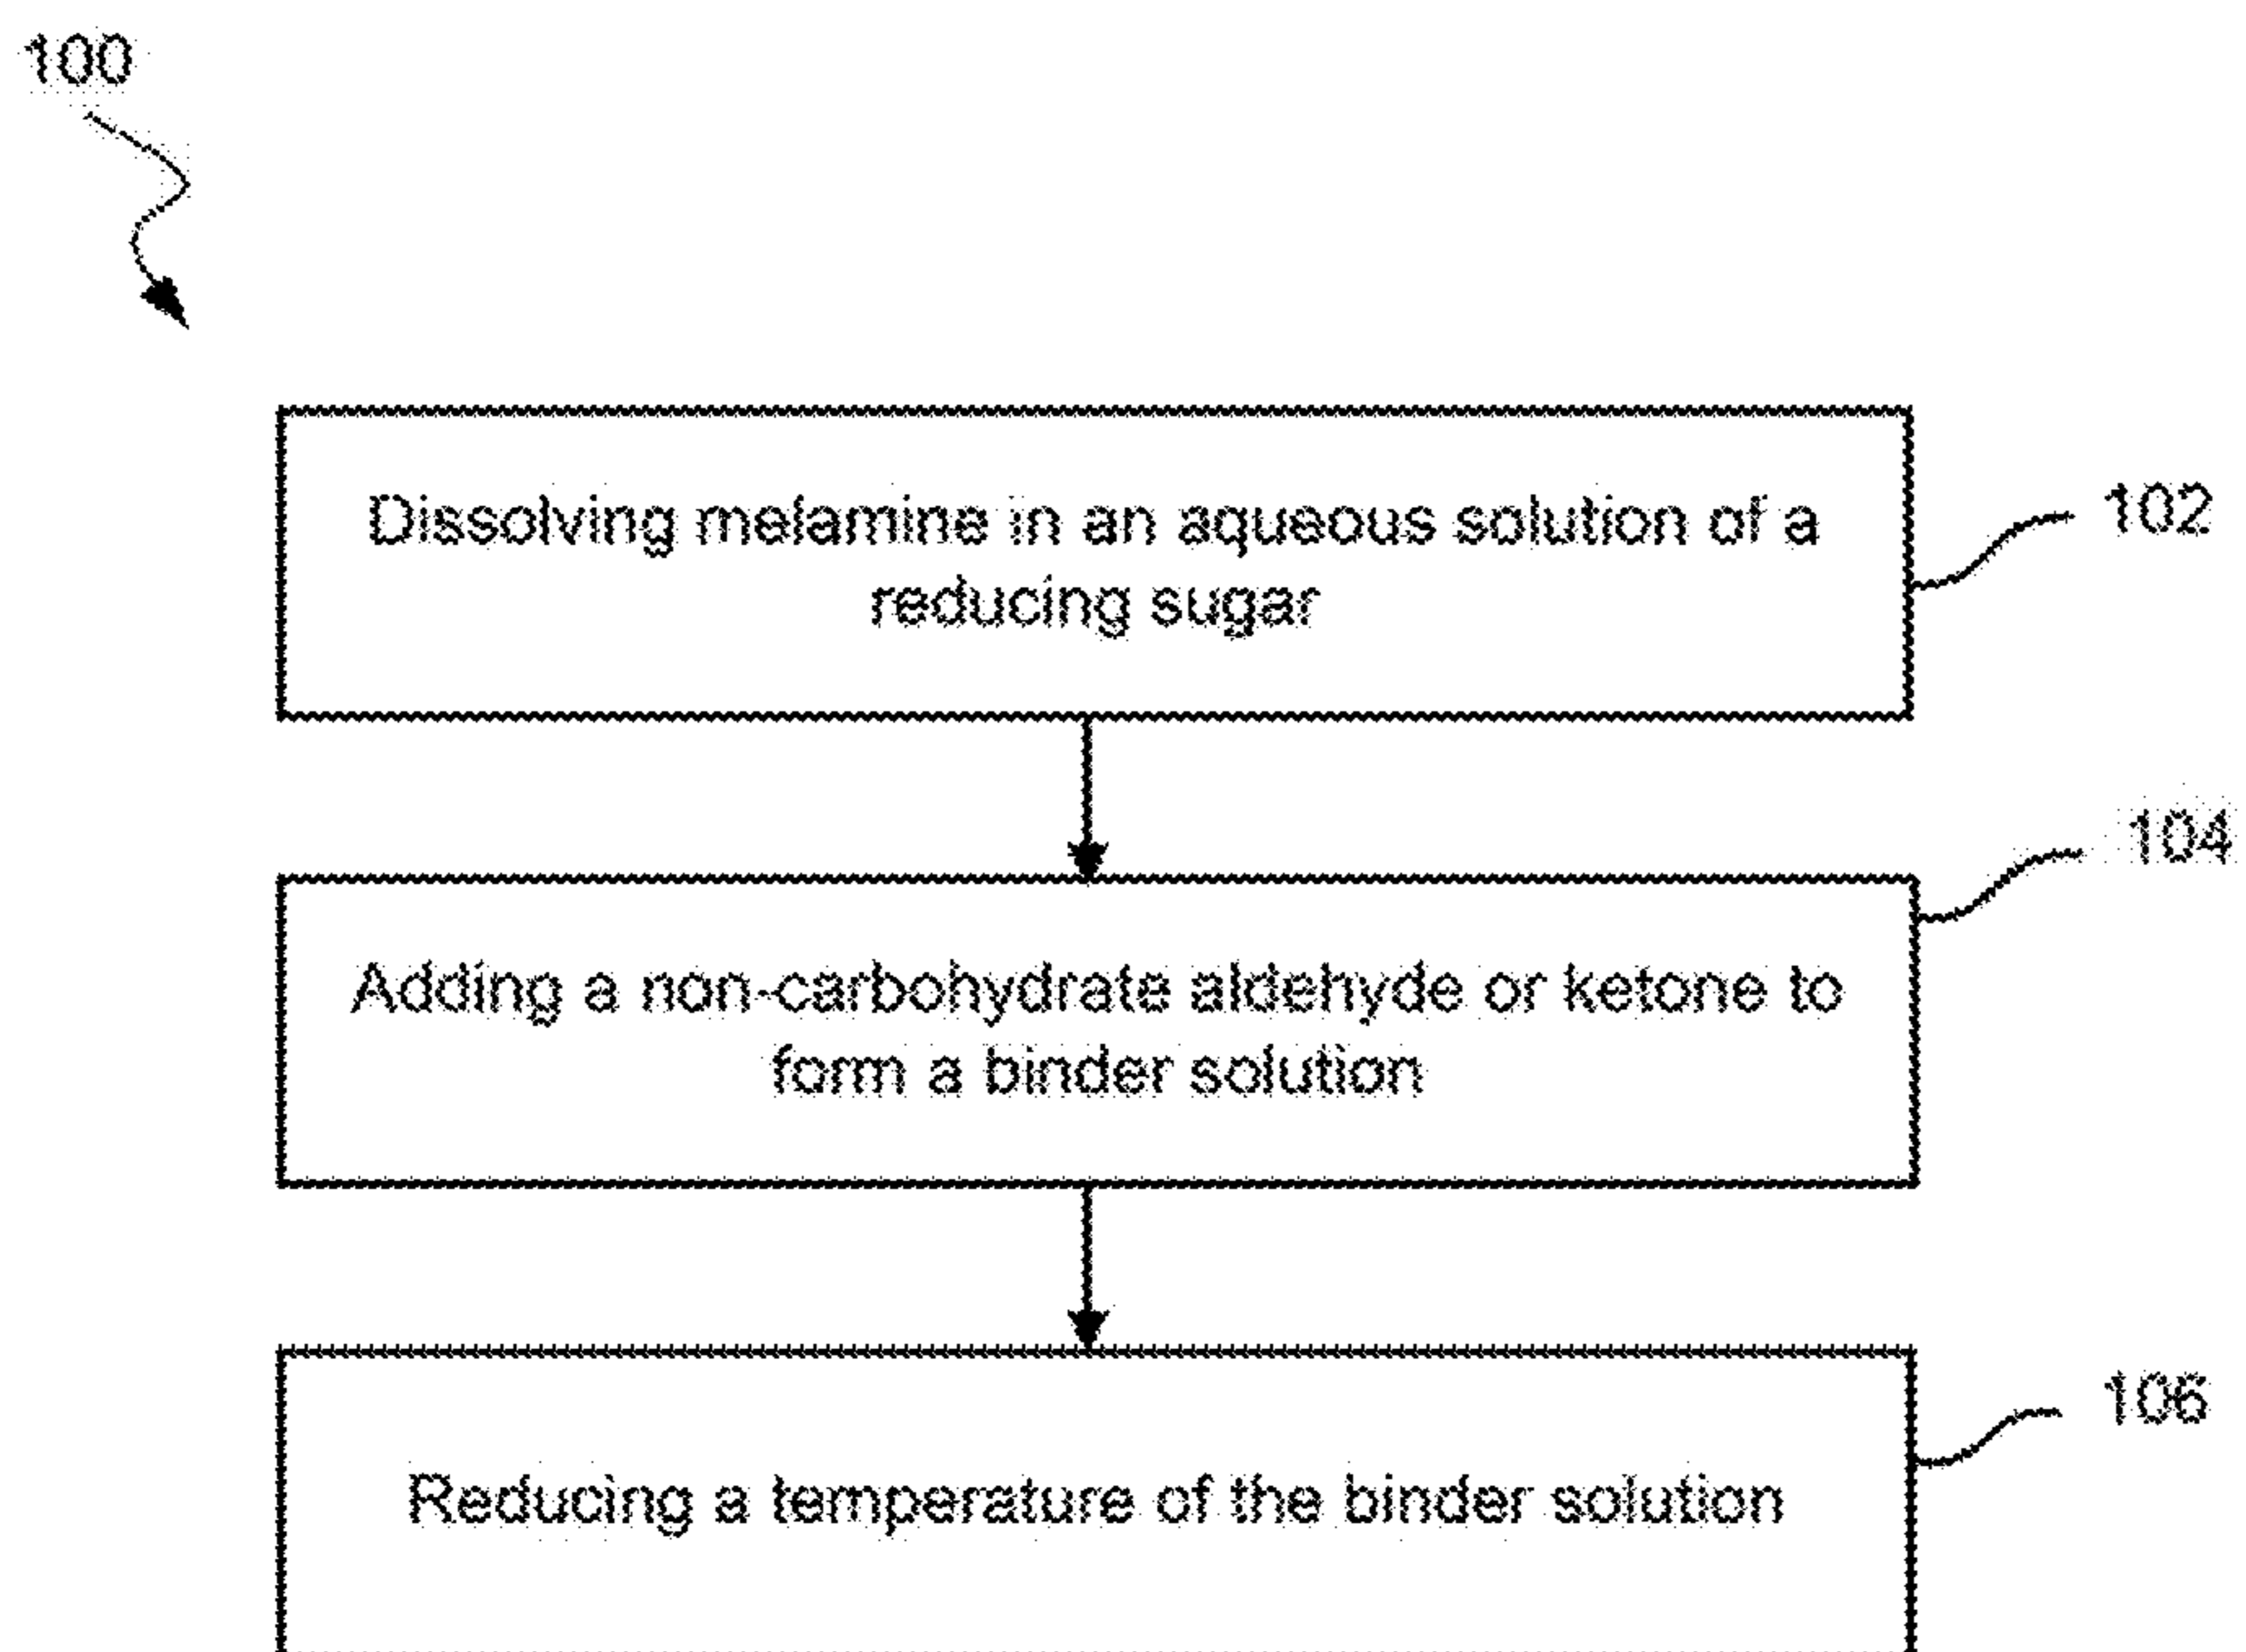 100
Dissolving melamine in an aqueous solution of a
reducing sugar
102
104
Adding a non-carbohydrate aldehyde or ketone to
form a binder solution
106
Reducing a temperature of the binder solution